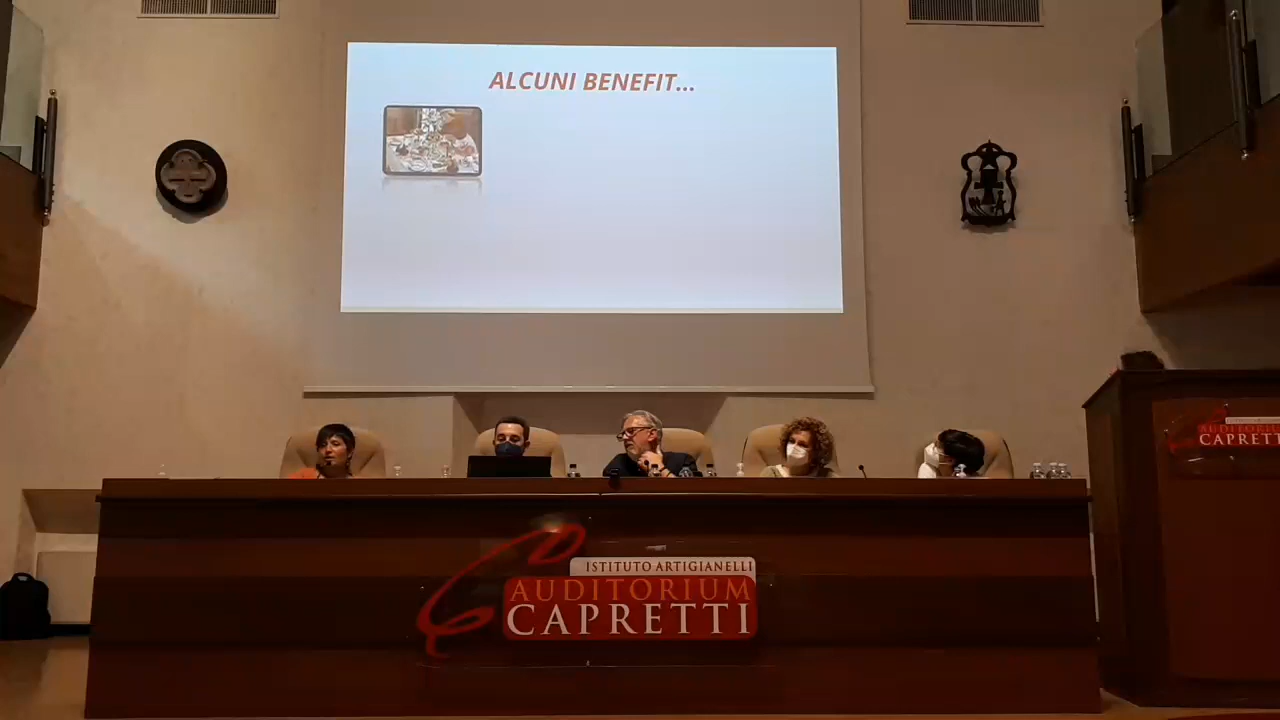 ALCUNI BENEFIT...
ISTITUTO ARTIGIANELLI
AUDITORIUM
CAPRETTI
AUDITORIUM
CAPRETTI